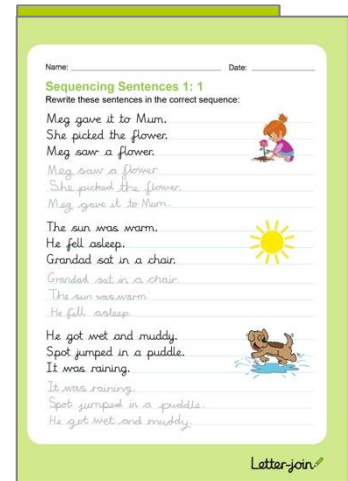 Name: Date:
Sequencing Sentences 1: 1
Rewrite these sentences in the correct sequence:
Meg gave it to Mum.
She picked the flower.
Meg saw a flower.
Meg saw a flower
She picked the flower.
Meg gave it to Mum.
The sun was warm.
He fell asleep.
Grandad sat in a chair.
Grandad sat in a chair.
The sun was warm
He fell asleep.
He got wet and muddy.
Spot jumped in a puddle.
It was raining.
It was raining.
Spot jumped in a puddle.
He got wet and muddy.
Letter-join